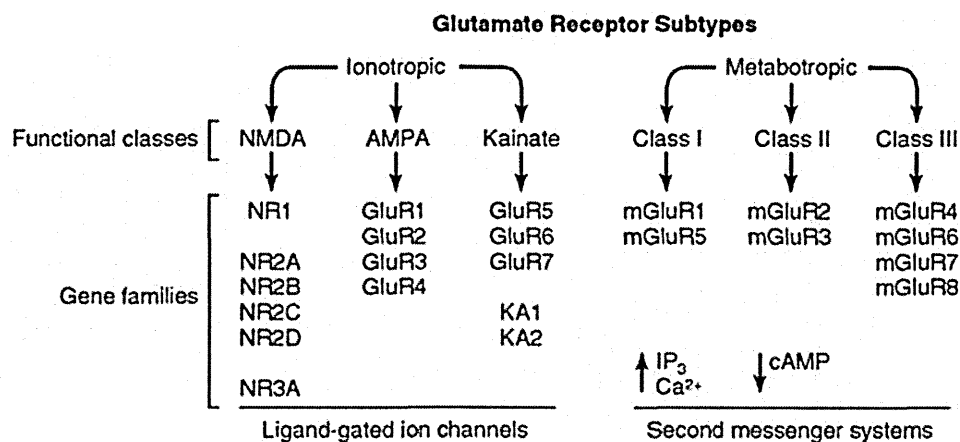 Glutamate Receptor Subtypes
Ionotropic Metabotropic
Functional classes NMDA AMPA Kainate Class I Class II Class III
NR1 GluR1 GluR5 mGluR1 mGluR2 mGluR4
GluR2 GluR6 mGluR5 mGluR3 mGluR6
NR2A GluR3 GluR7 mGluR7
Gene families NR2B GluR4 mGluR8
NR2C KA1
NR2D KA2
IP₃ cAMP
NR3A Ca²⁺
Ligand-gated ion channels Second messenger systems